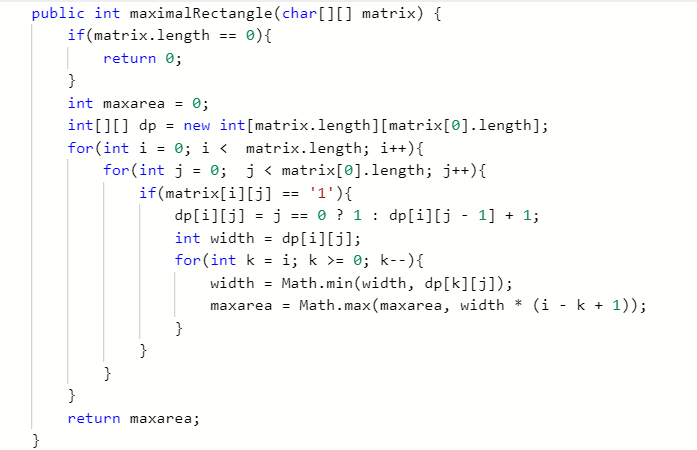 public int maximalRectangle(char[][] matrix) {
    if(matrix.length == 0){
        return 0;
    }
    int maxarea = 0;
    int[][] dp = new int[matrix.length][matrix[0].length];
    for(int i = 0; i <  matrix.length; i++){
        for(int j = 0;  j < matrix[0].length; j++){
            if(matrix[i][j] == '1'){
                dp[i][j] = j == 0 ? 1 : dp[i][j - 1] + 1;
                int width = dp[i][j];
                for(int k = i; k >= 0; k--){
                    width = Math.min(width, dp[k][j]);
                    maxarea = Math.max(maxarea, width * (i - k + 1));
                }
            }
        }
    }
    return maxarea;
}